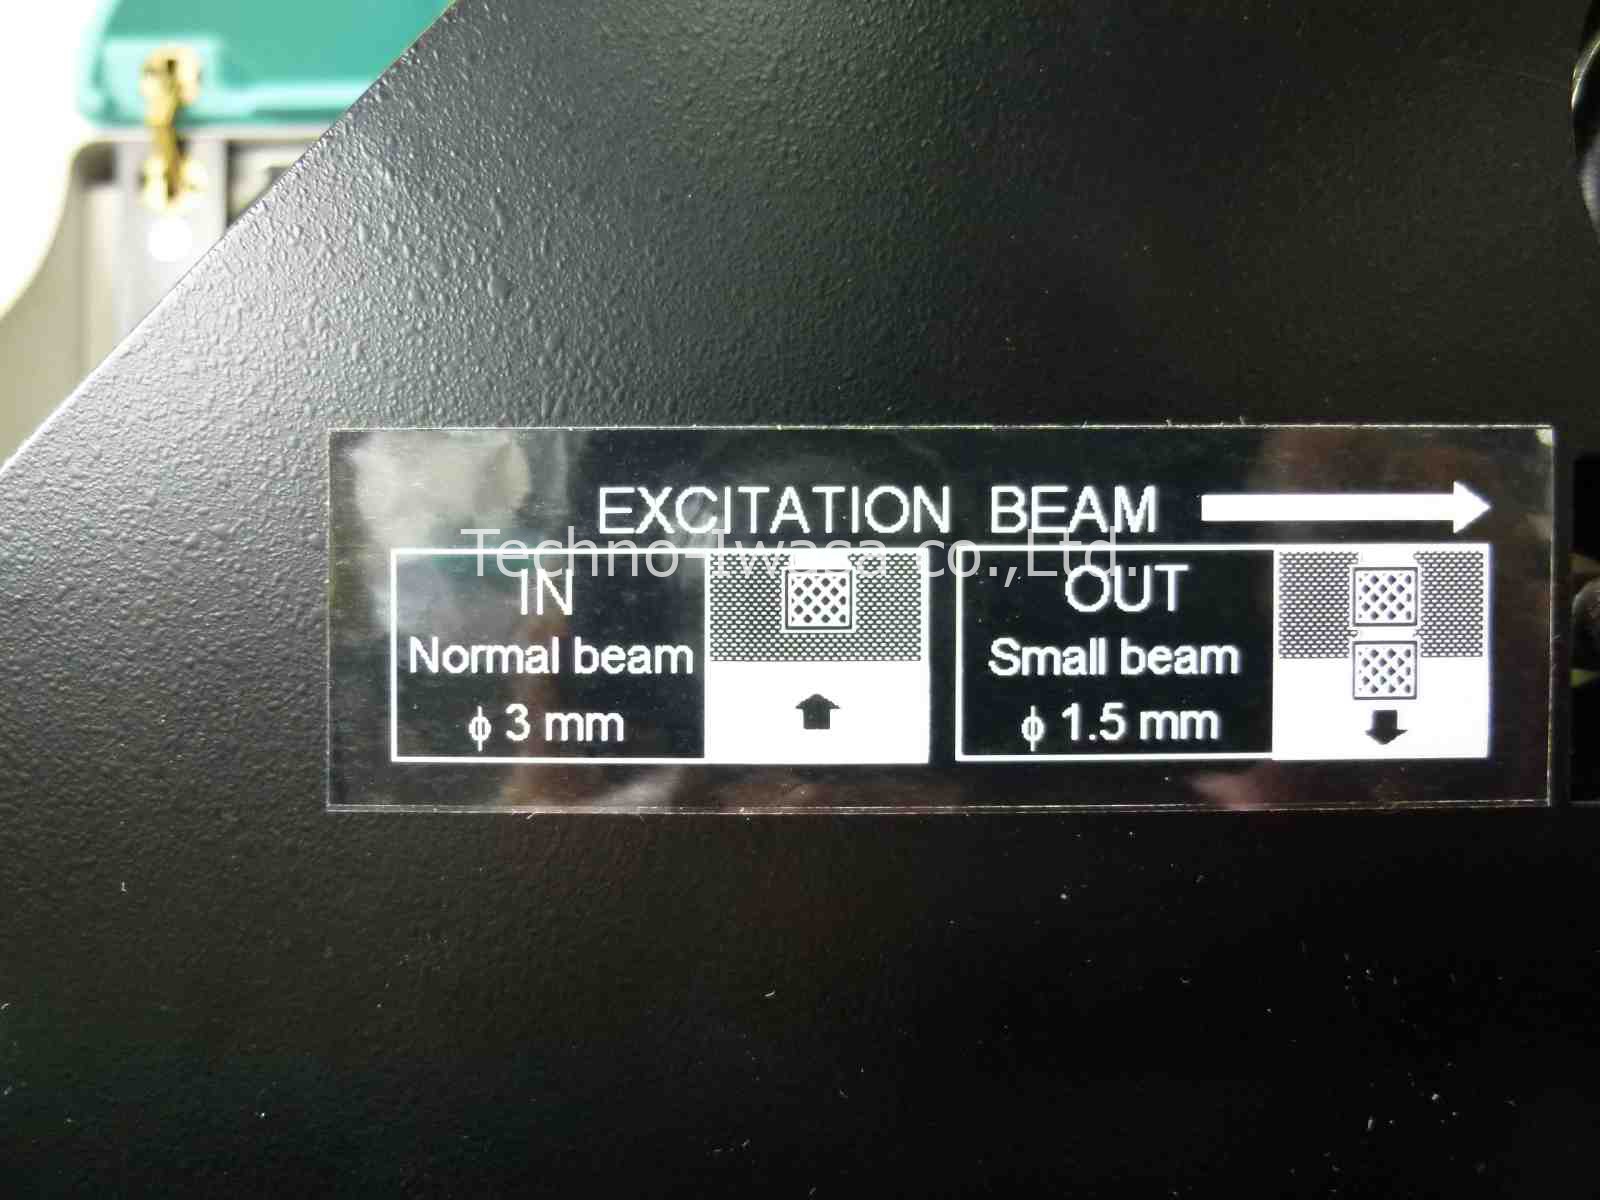 EXCITATION BEAM
Techno-Iwasa co.,Ltd.
IN
Normal beam
ϕ 3 mm
OUT
Small beam
ϕ 1.5 mm